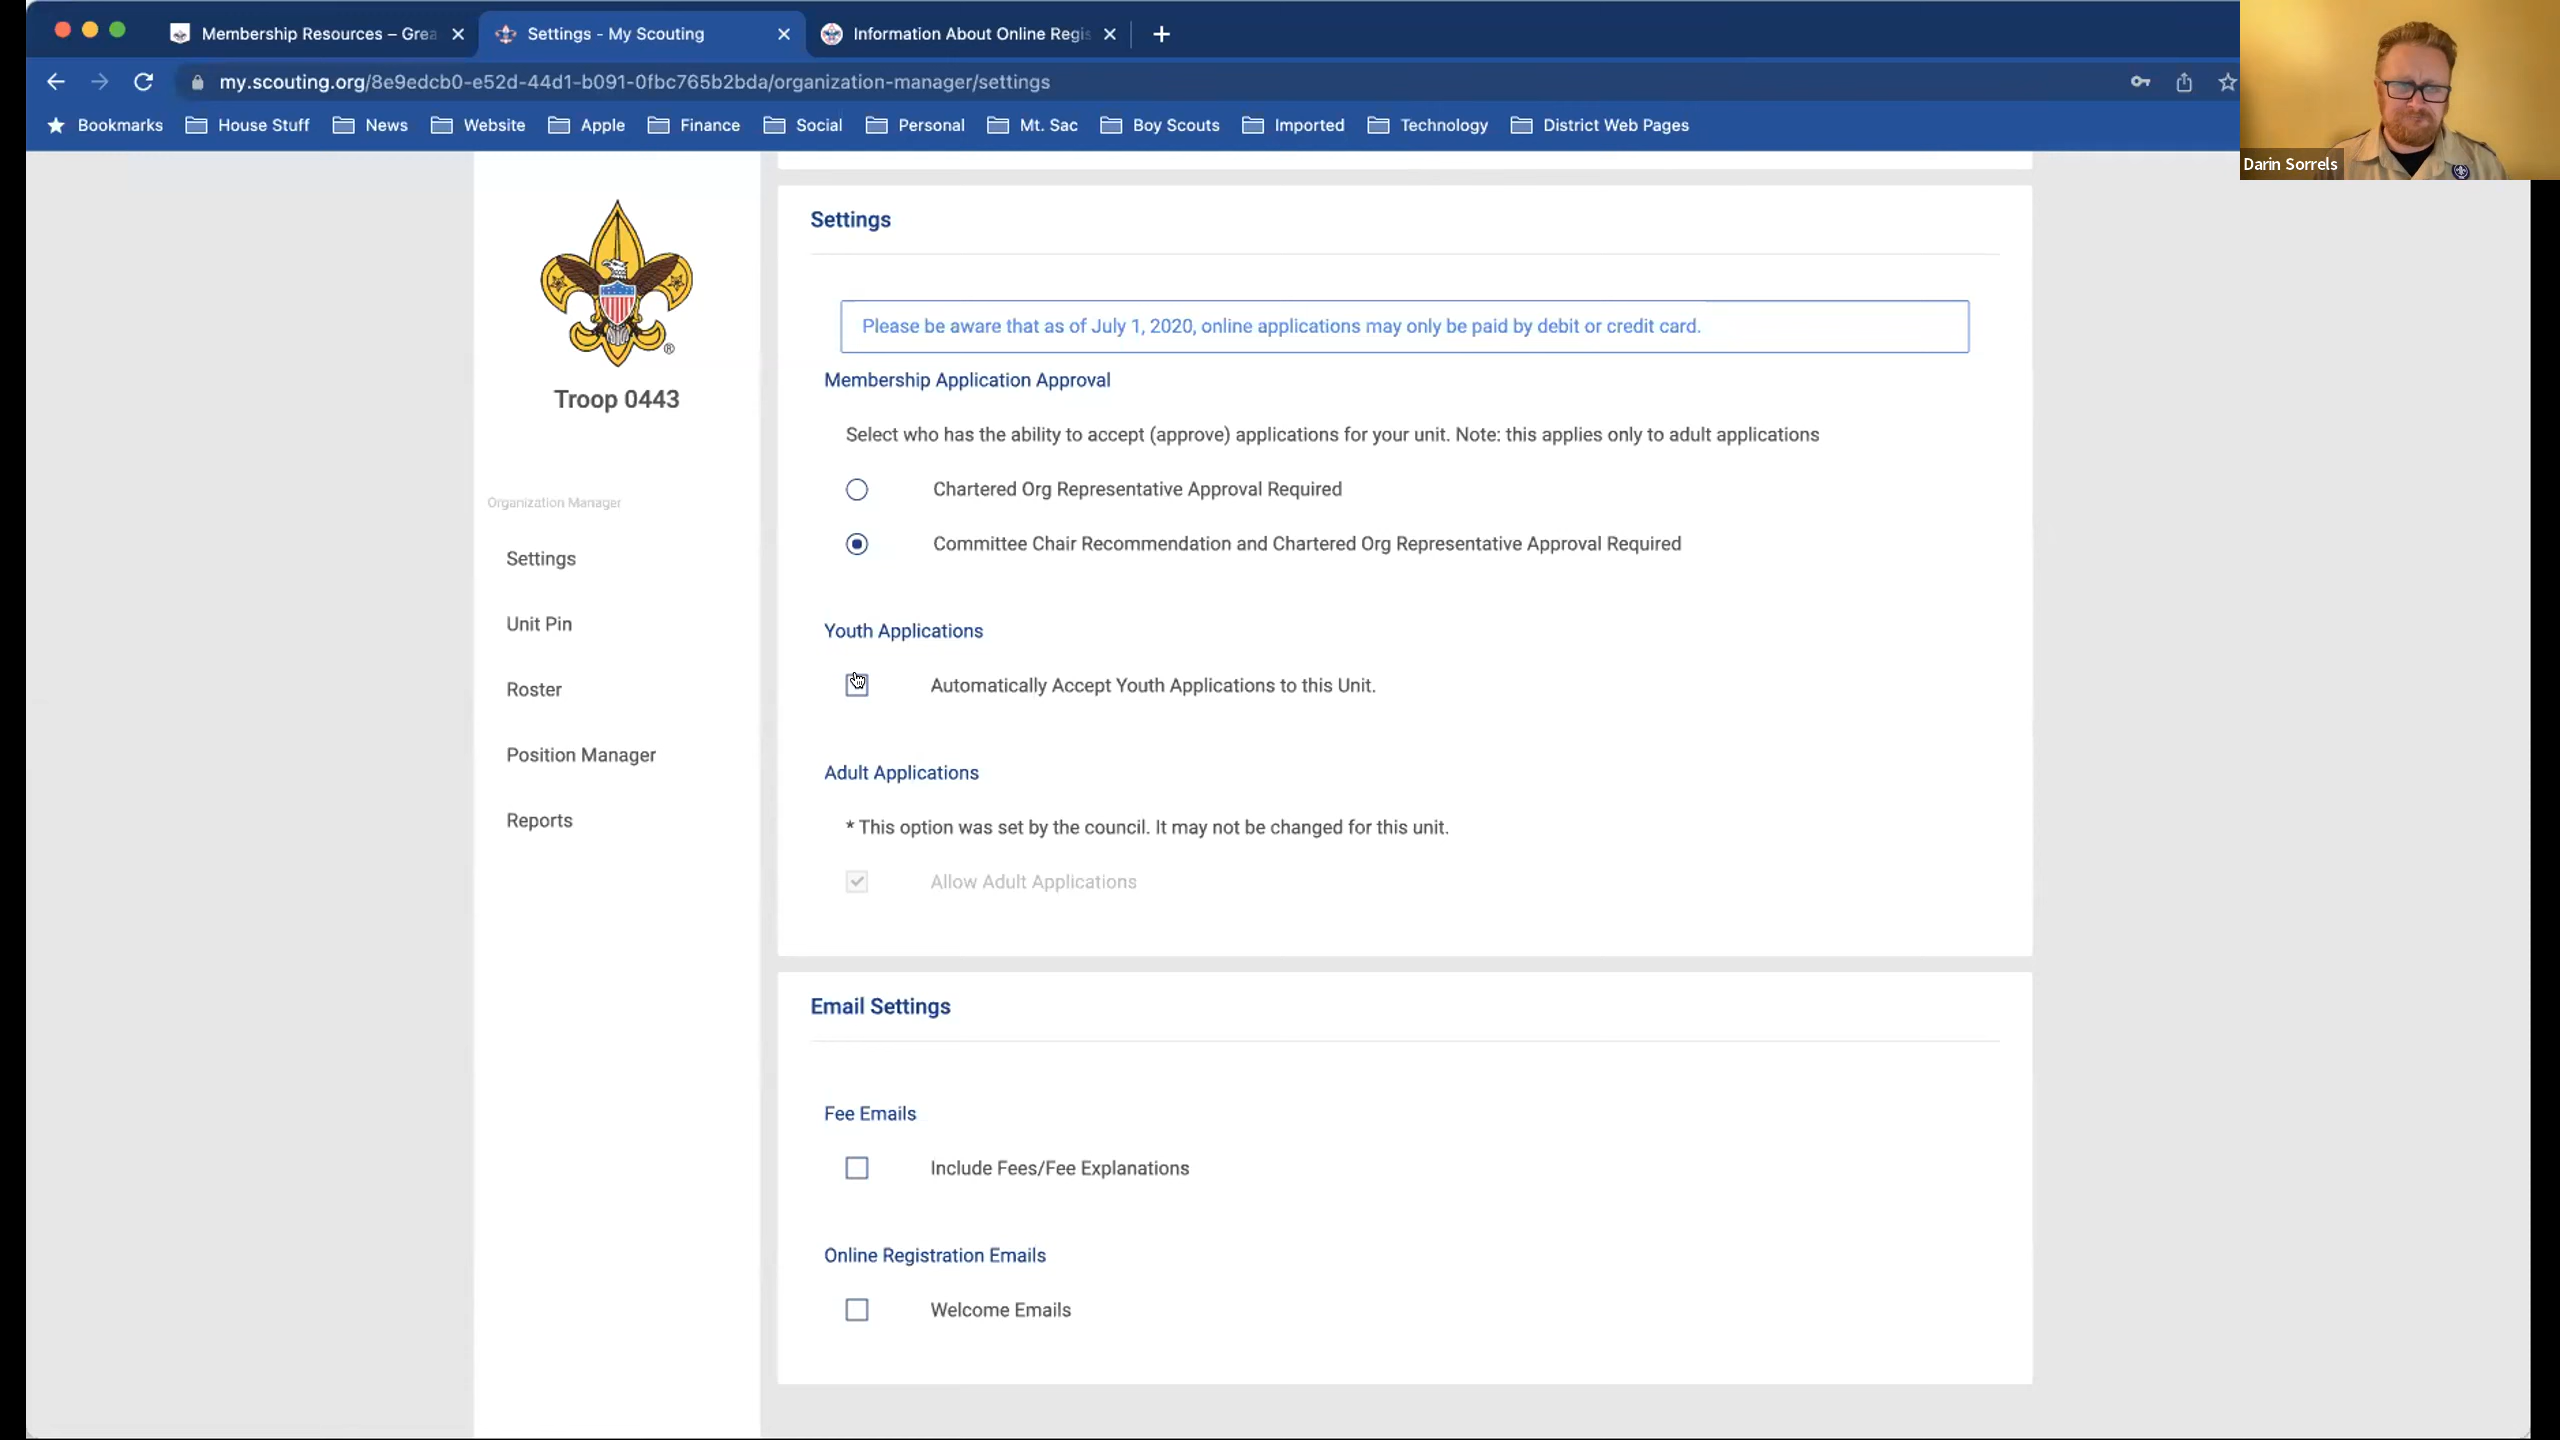 Membership Resources – Grea
Settings - My Scouting
Information About Online Regis
my.scouting.org/8e9edcb0-e52d-44d1-b091-0fbc765b2bda/organization-manager/settings
Bookmarks House Stuff News Website Apple Finance Social Personal Mt. Sac Boy Scouts Imported Technology District Web Pages
Darin Sorrels
®
Troop 0443
Organization Manager
Settings
Unit Pin
Roster
Position Manager
Reports
Settings
Please be aware that as of July 1, 2020, online applications may only be paid by debit or credit card.
Membership Application Approval
Select who has the ability to accept (approve) applications for your unit. Note: this applies only to adult applications
Chartered Org Representative Approval Required
Committee Chair Recommendation and Chartered Org Representative Approval Required
Youth Applications
Automatically Accept Youth Applications to this Unit.
Adult Applications
* This option was set by the council. It may not be changed for this unit.
Allow Adult Applications
Email Settings
Fee Emails
Include Fees/Fee Explanations
Online Registration Emails
Welcome Emails